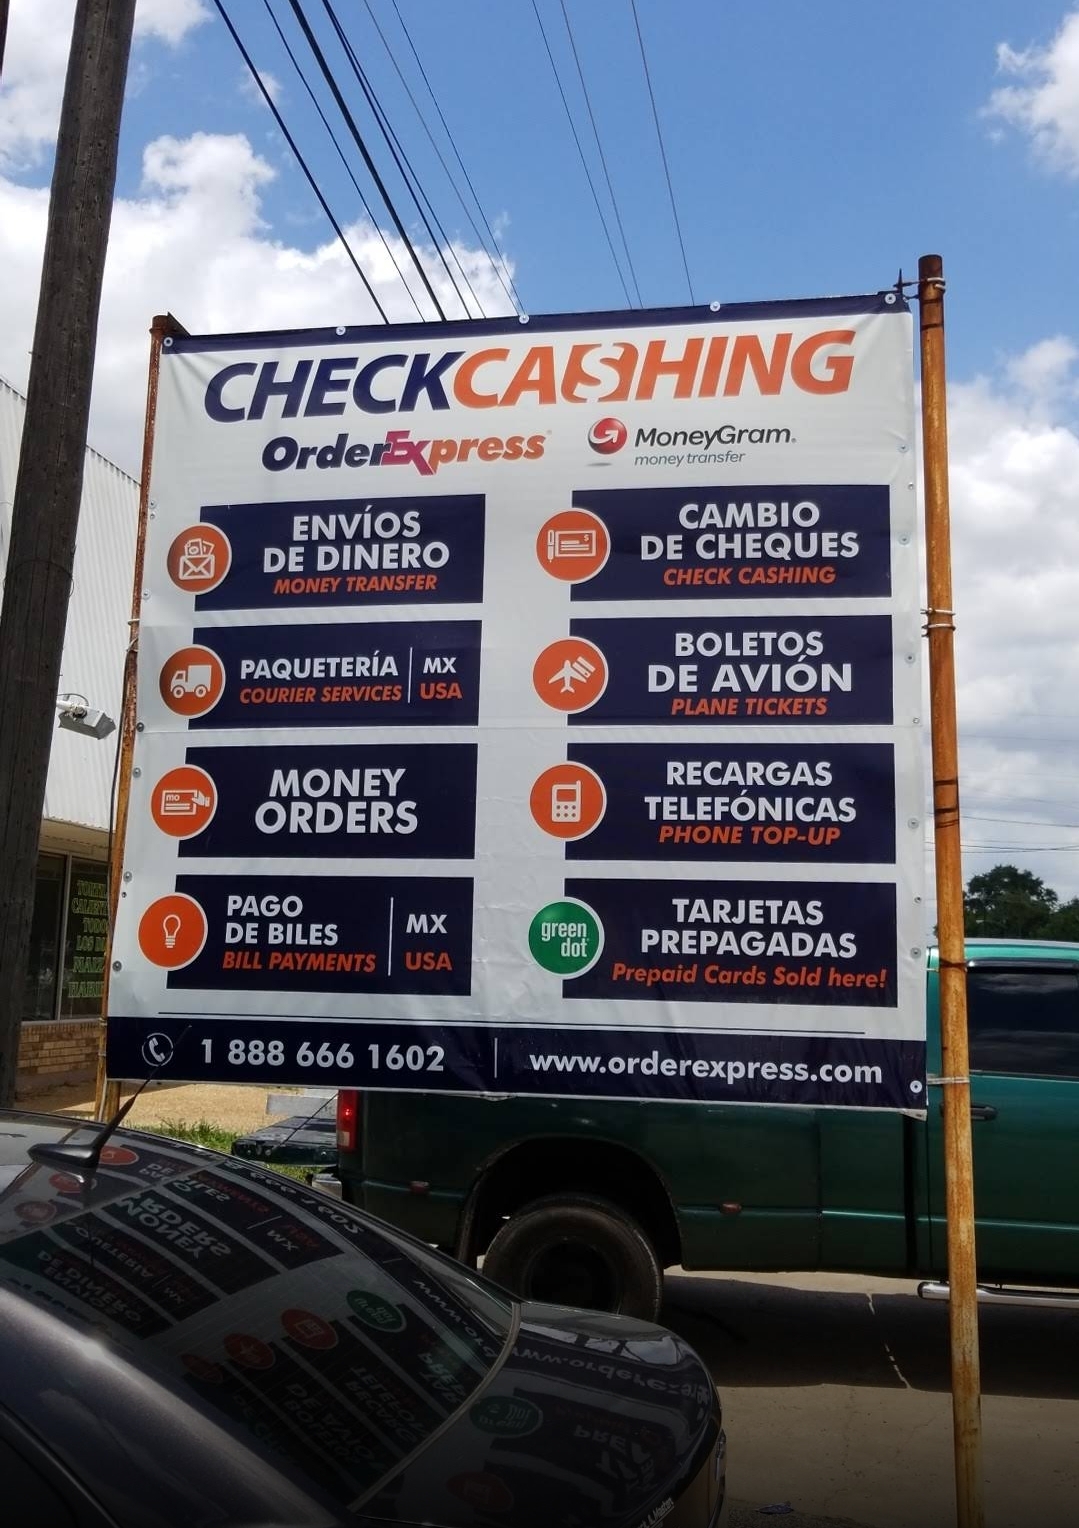 CHECKCASHING
OrderExpress
MoneyGram.
money transfer
ENVÍOS
DE DINERO
MONEY TRANSFER
CAMBIO
DE CHEQUES
CHECK CASHING
PAQUETERÍA | MX
COURIER SERVICES | USA
BOLETOS
DE AVIÓN
PLANE TICKETS
mo
MONEY
ORDERS
RECARGAS
TELEFÓNICAS
PHONE TOP-UP
PAGO
DE BILES
BILL PAYMENTS
MX
USA
green
dot
TARJETAS
PREPAGADAS
Prepaid Cards Sold here!
1 888 666 1602 | www.orderexpress.com
TODO